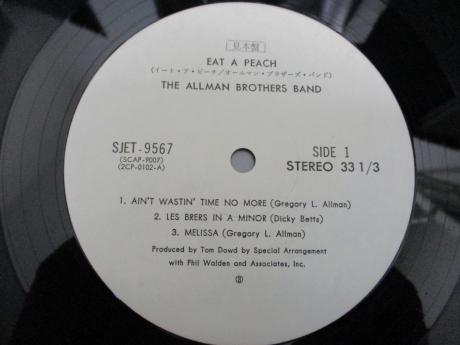 見本盤
EAT A PEACH
(イート・ア・ピーチ/オールマン・ブラザーズ・バンド)
THE ALLMAN BROTHERS BAND
SJET-9567
(SCAP-9007)
(2CP-0102-A)
SIDE 1
STEREO 33 1/3
1. AIN'T WASTIN' TIME NO MORE (Gregory L. Allman)
2. LES BRERS IN A MINOR (Dicky Betts)
3. MELISSA (Gregory L. Allman)
Produced by Tom Dowd by Special Arrangement
with Phil Walden and Associates, Inc.